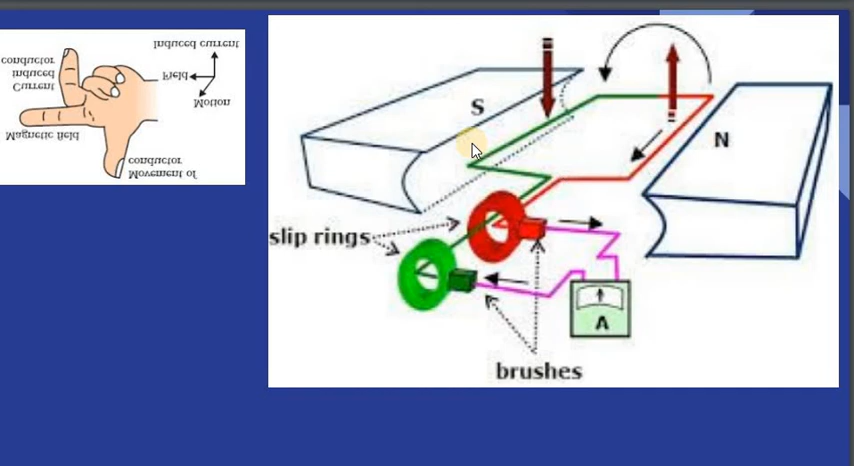 Induced current
Field
Motion
conductor
induced
Current
Magnetic field
conductor
Movement of
S
N
slip rings
A
brushes